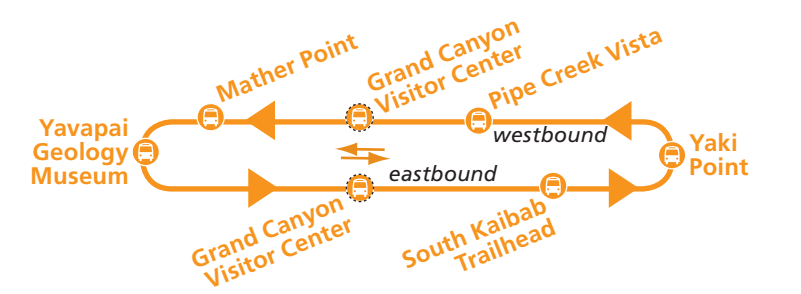 Mather Point
Grand Canyon
Visitor Center
Pipe Creek Vista
westbound
Yavapai
Geology
Museum
Yaki
Point
eastbound
Grand Canyon
Visitor Center
South Kaibab
Trailhead